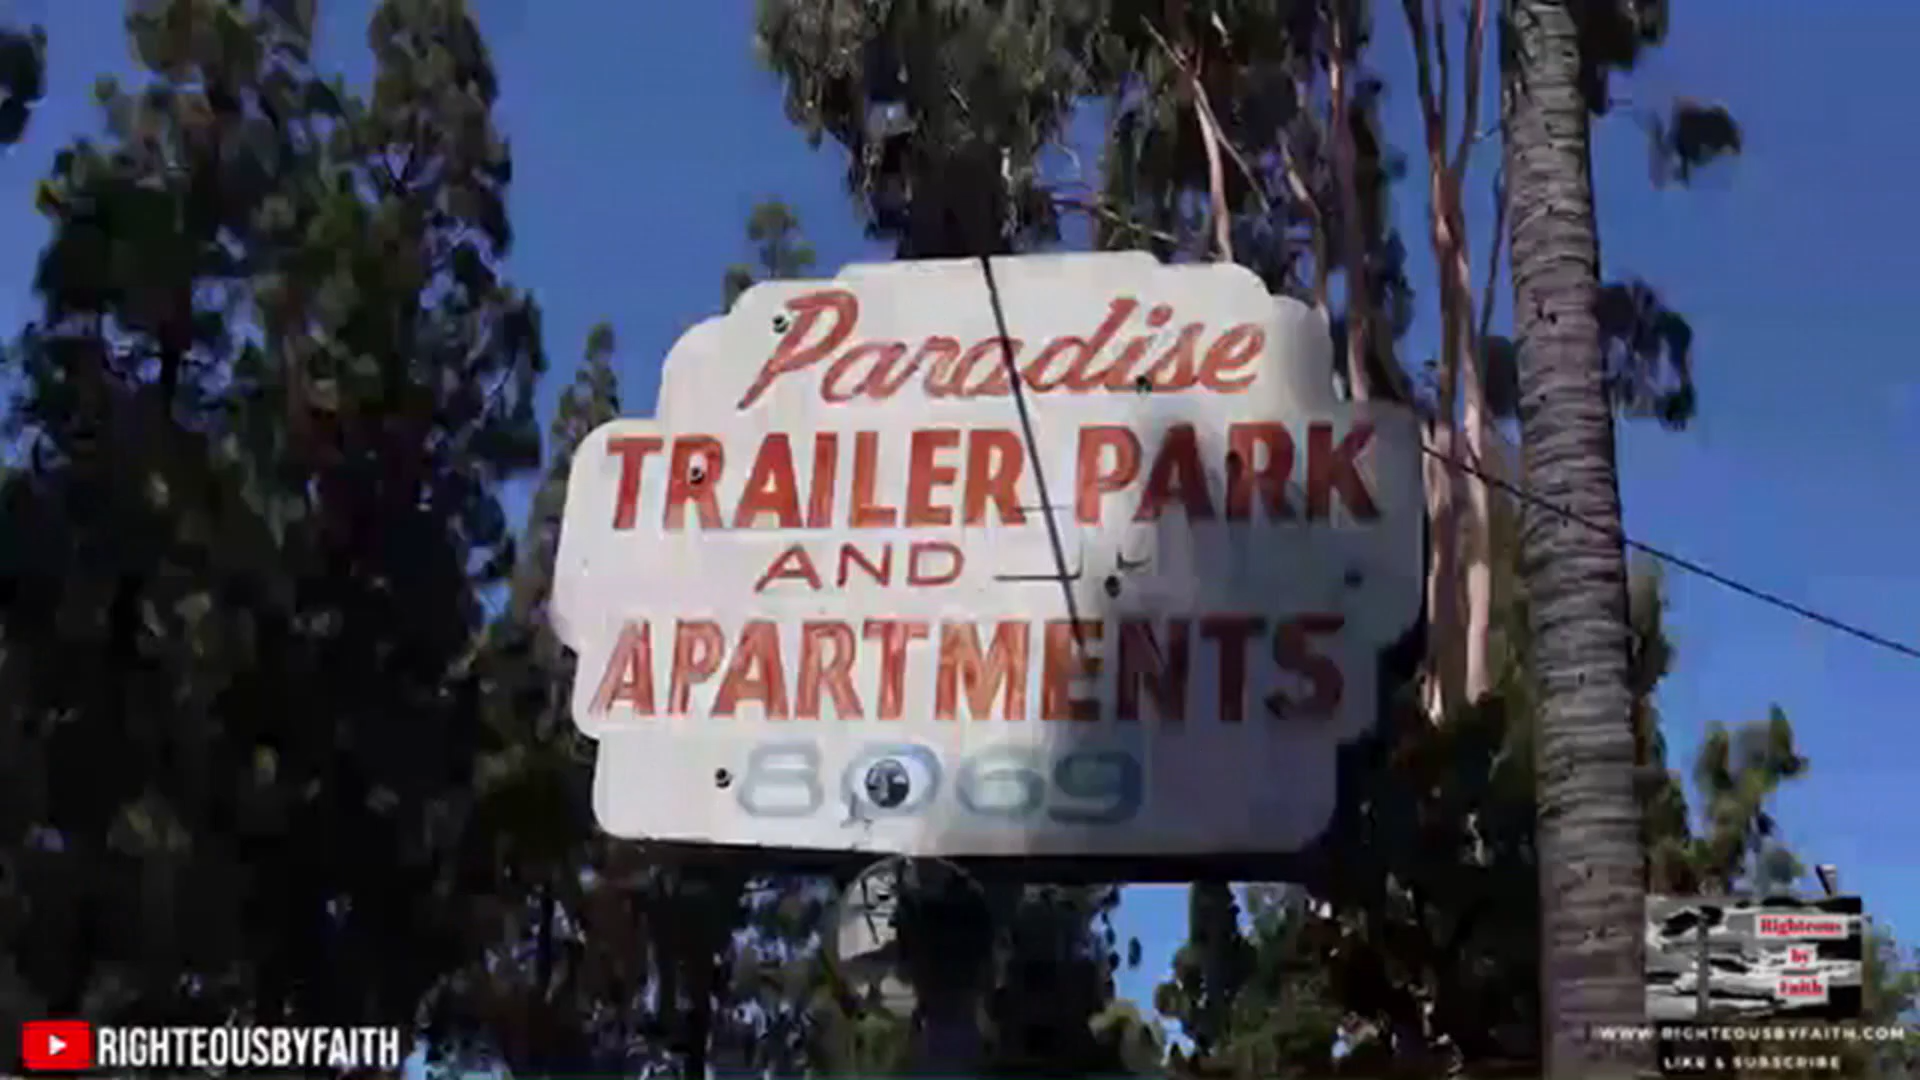 Paradise
TRAILER PARK
AND
APARTMENTS
8069
Righteous
by
Faith
RIGHTEOUSBYFAITH
WWW.RIGHTEOUSBYFAITH.COM
LIKE & SUBSCRIBE